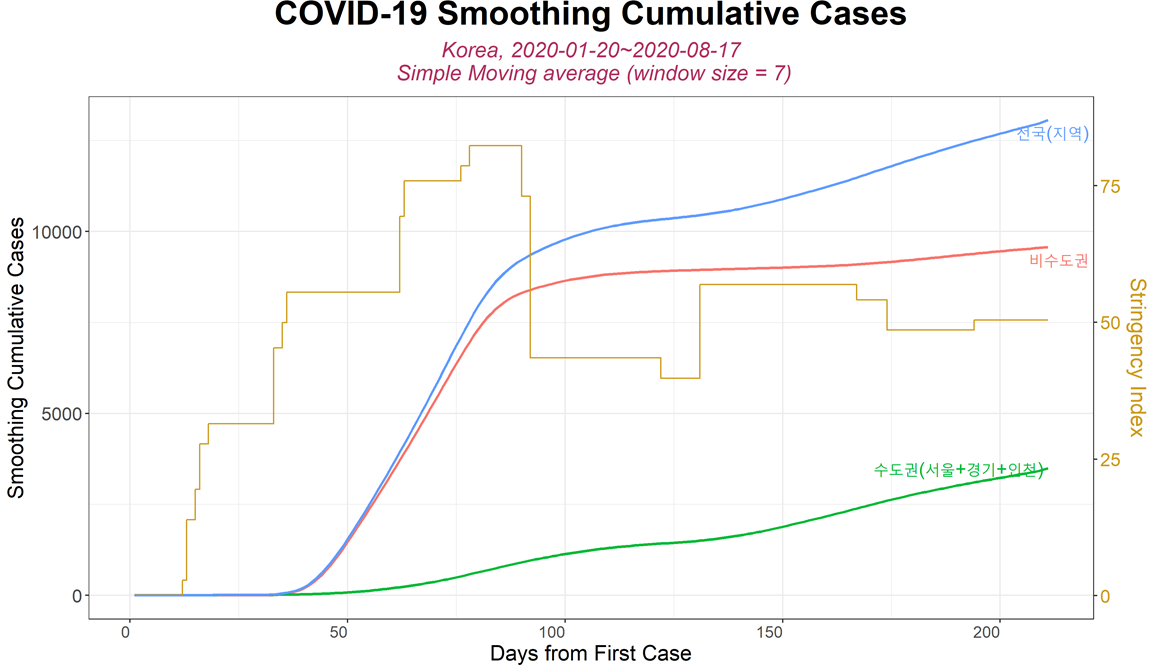 COVID-19 Smoothing Cumulative Cases
Korea, 2020-01-20~2020-08-17
Simple Moving average (window size = 7)
전국(지역)
75
10000
비수도권
50
Smoothing Cumulative Cases
Stringency Index
5000
수도권(서울+경기+인천)
25
0
0
0
50
100
150
200
Days from First Case